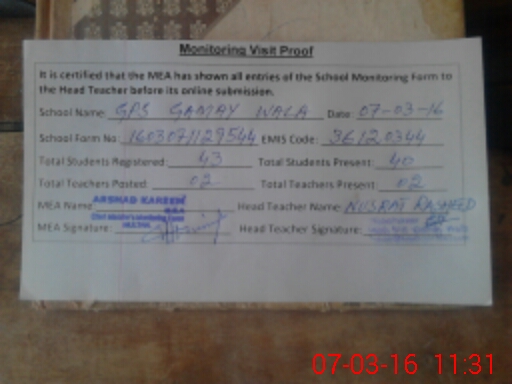 Monitoring Visit Proof
It is certified that the MEA has shown all entries of the School Monitoring Form to
the Head Teacher before its online submission.
School Name: GPS GAMAY WALA Date: 07-03-16
School Form No: 1603071129544 EMIS Code: 36120344
Total Students Registered: 43 Total Students Present: 40
Total Teachers Posted: 02 Total Teachers Present: 02
MEA Name: ARSHAD KAREEM Head Teacher Name: NUSRAT RASHEED
MEA Signature: Head Teacher Signature:
07-03-16 11:31